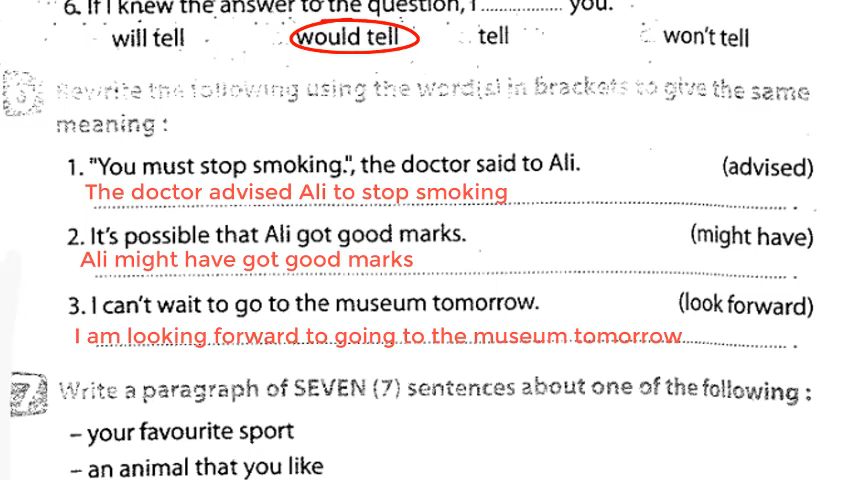 6. If I knew the answer to the question, I .............. you.
will tell would tell tell won't tell
Rewrite the following using the word(s) in brackets to give the same
meaning :
1. "You must stop smoking.", the doctor said to Ali. (advised)
The doctor advised Ali to stop smoking
2. It's possible that Ali got good marks. (might have)
Ali might have got good marks
3. I can't wait to go to the museum tomorrow. (look forward)
I am looking forward to going to the museum tomorrow
7. Write a paragraph of SEVEN (7) sentences about one of the following :
– your favourite sport
– an animal that you like